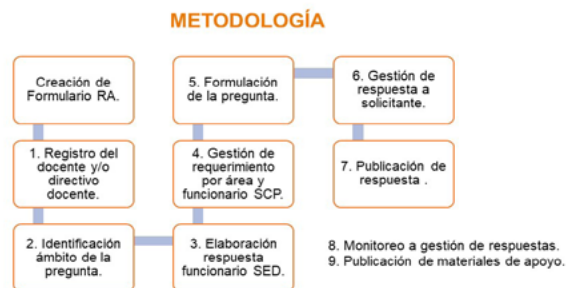 METODOLOGÍA
Creación de
Formulario RA.
1. Registro del
docente y/o
directivo
docente.
2. Identificación
ámbito de la
pregunta.
3. Elaboración
respuesta
funcionario SED.
4. Gestión de
requerimiento
por área y
funcionario SCP.
5. Formulación
de la pregunta.
6. Gestión de
respuesta a
solicitante.
7. Publicación de
respuesta .
8. Monitoreo a gestión de respuestas.
9. Publicación de materiales de apoyo.